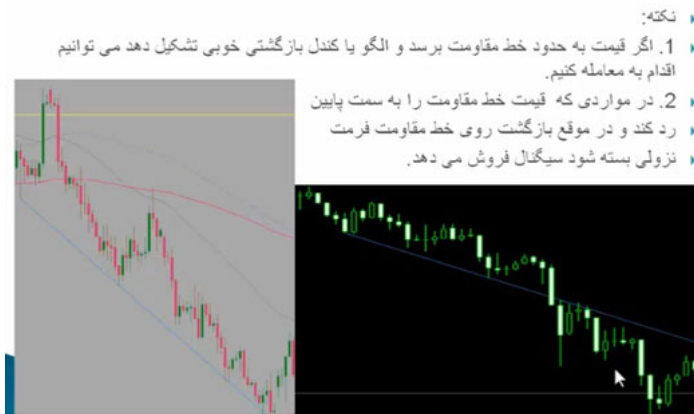 نکته:
1. اگر قیمت به حدود خط مقاومت برسد و الگو یا کندل بازگشتی خوبی تشکیل دهد می توانیم
اقدام به معامله کنیم.
2. در مواردی که قیمت خط مقاومت را به سمت پایین
رد کند و در موقع بازگشت روی خط مقاومت فرمت
نزولی بسته شود سیگنال فروش می دهد.